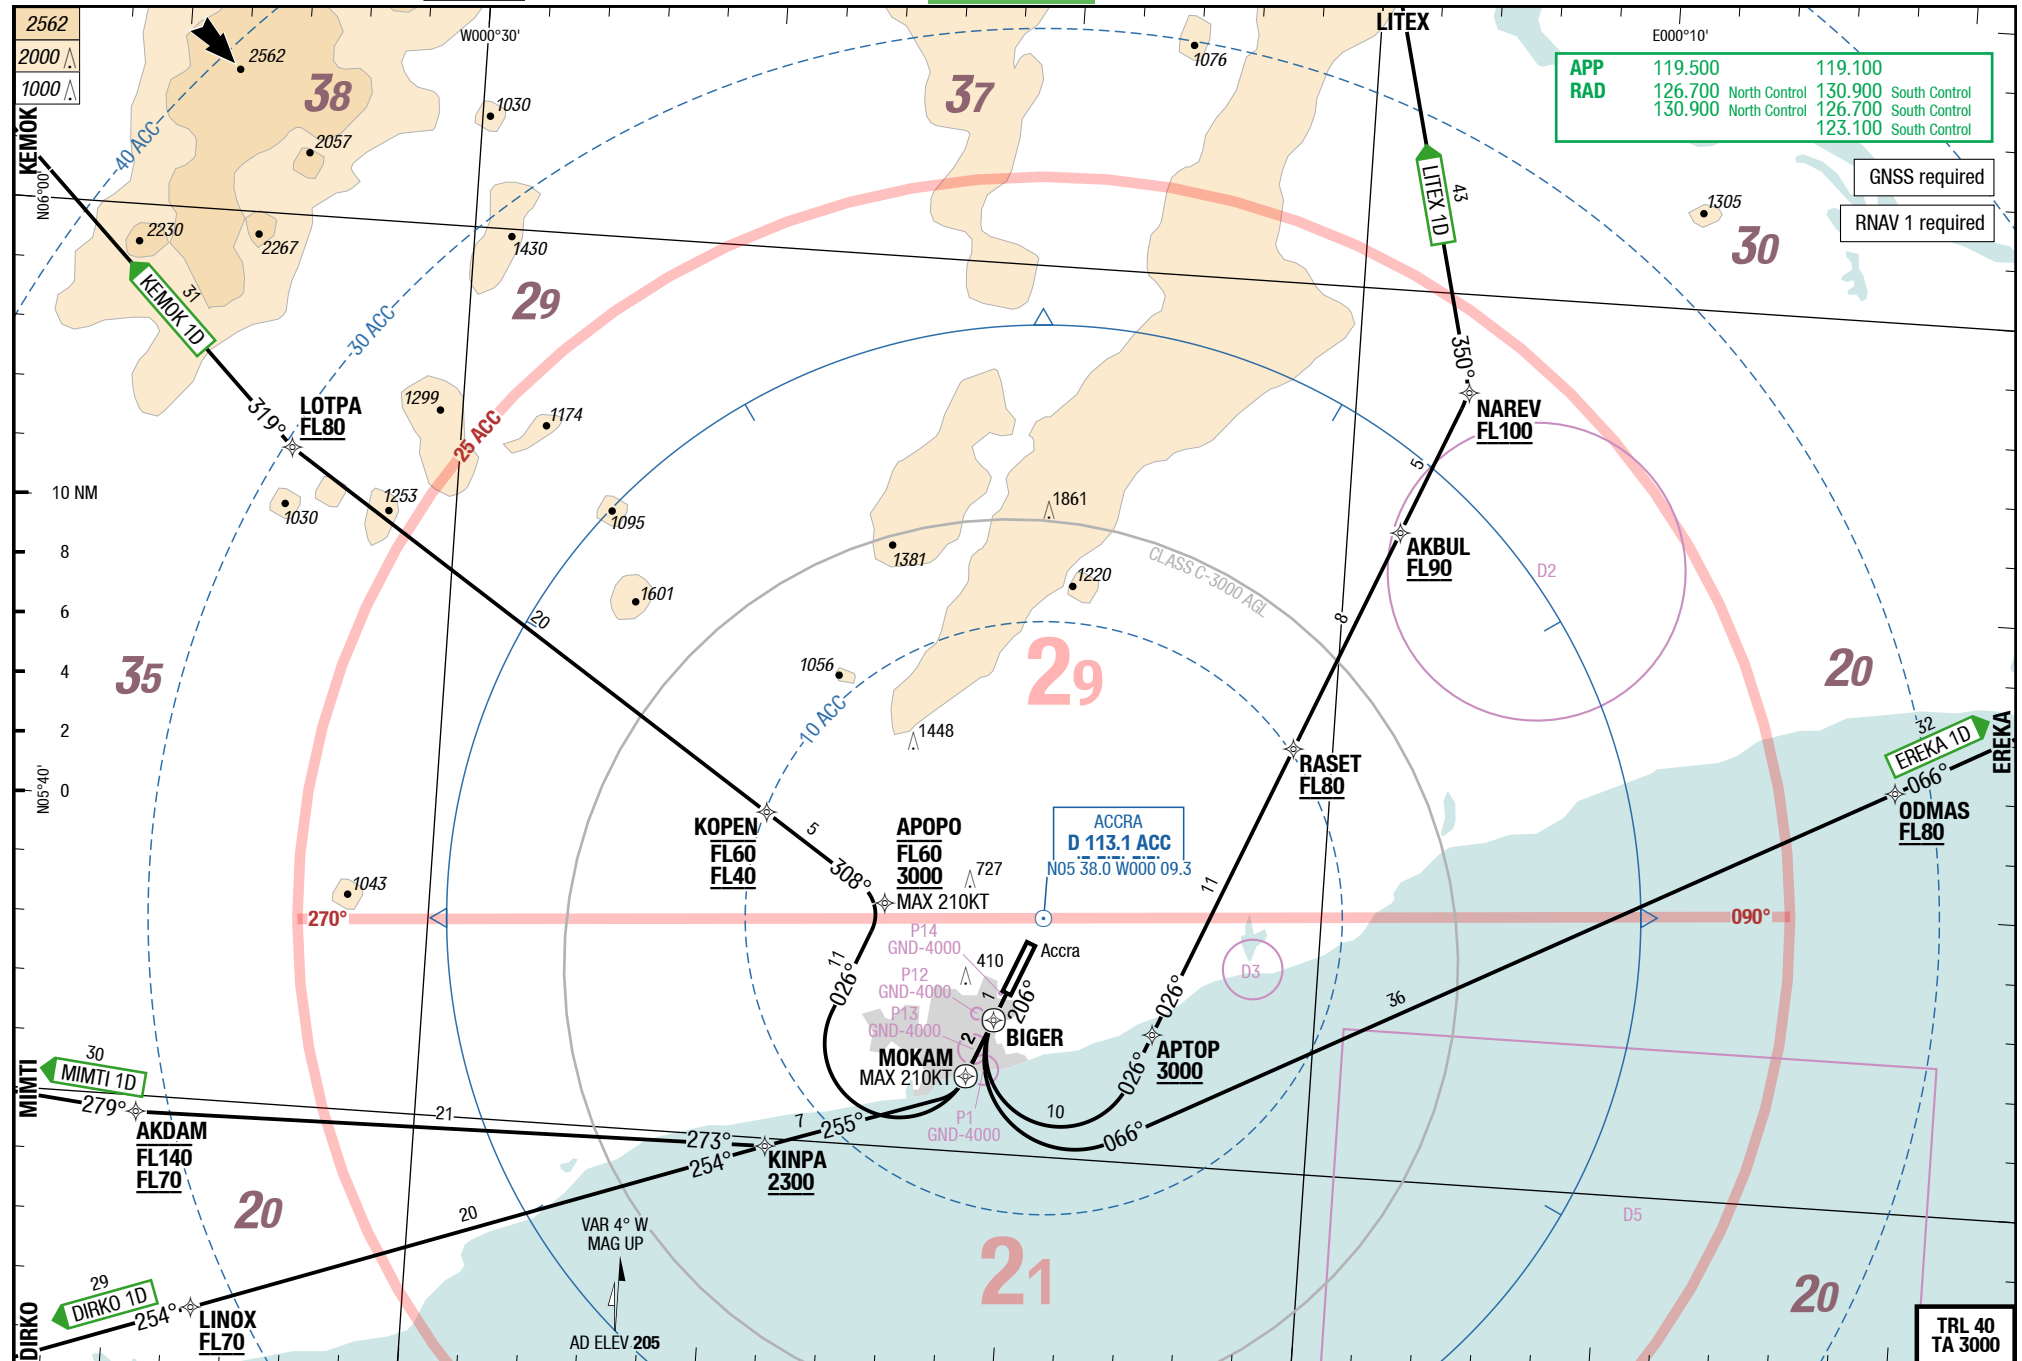 2562
2000
1000
KEMOK
N06°00'
40 ACC
2562
38
2057
2230
2267
W000°30'
1030
1430
29
37
1076
LITEX
E000°10'
APP 119.500 119.100
RAD 126.700 North Control 130.900 South Control
130.900 North Control 126.700 South Control
123.100 South Control
GNSS required
RNAV 1 required
1305
30
43
LITEX 1D
350°
31
KEMOK 1D
319°
30 ACC
LOTPA
FL80
1299
1174
25 ACC
1030
1253
1095
1601
20
1381
1861
1220
CLASS C-3000 AGL
NAREV
FL100
5
AKBUL
FL90
D2
8
10 NM
8
6
4
2
0
N05°40'
35
1056
10 ACC
1448
29
RASET
FL80
20
32
EREKA 1D
EREKA
066°
ODMAS
FL80
KOPEN
FL60
FL40
5
308°
APOPO
FL60
3000
MAX 210KT
727
ACCRA
D 113.1 ACC
N05 38.0 W000 09.3
11
1043
270°
090°
P14
GND-4000
410
Accra
P12
GND-4000
P13
GND-4000
11
026°
1
206°
2
BIGER
MOKAM
MAX 210KT
P1
GND-4000
026°
D3
36
APTOP
3000
026°
10
066°
30
MIMTI 1D
MIMTI
279°
AKDAM
FL140
FL70
21
273°
254°
7
255°
KINPA
2300
20
20
29
DIRKO 1D
DIRKO
254°
LINOX
FL70
VAR 4° W
MAG UP
AD ELEV 205
21
D5
20
TRL 40
TA 3000